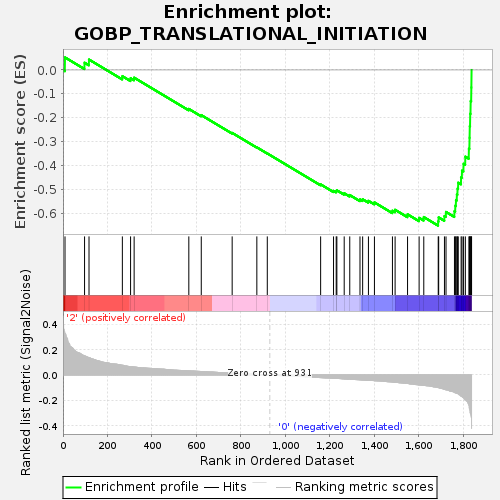 Enrichment plot:
GOBP_TRANSLATIONAL_INITIATION
Enrichment score (ES)
0.0
-0.1
-0.2
-0.3
-0.4
-0.5
-0.6
Ranked list metric (Signal2Noise)
'2' (positively correlated)
0.4
0.2
0.0
-0.2
-0.4
Zero cross at 931
'0' (negatively correlated)
0 200 400 600 800 1,000 1,200 1,400 1,600 1,800
Rank in Ordered Dataset
Enrichment profile Hits Ranking metric scores